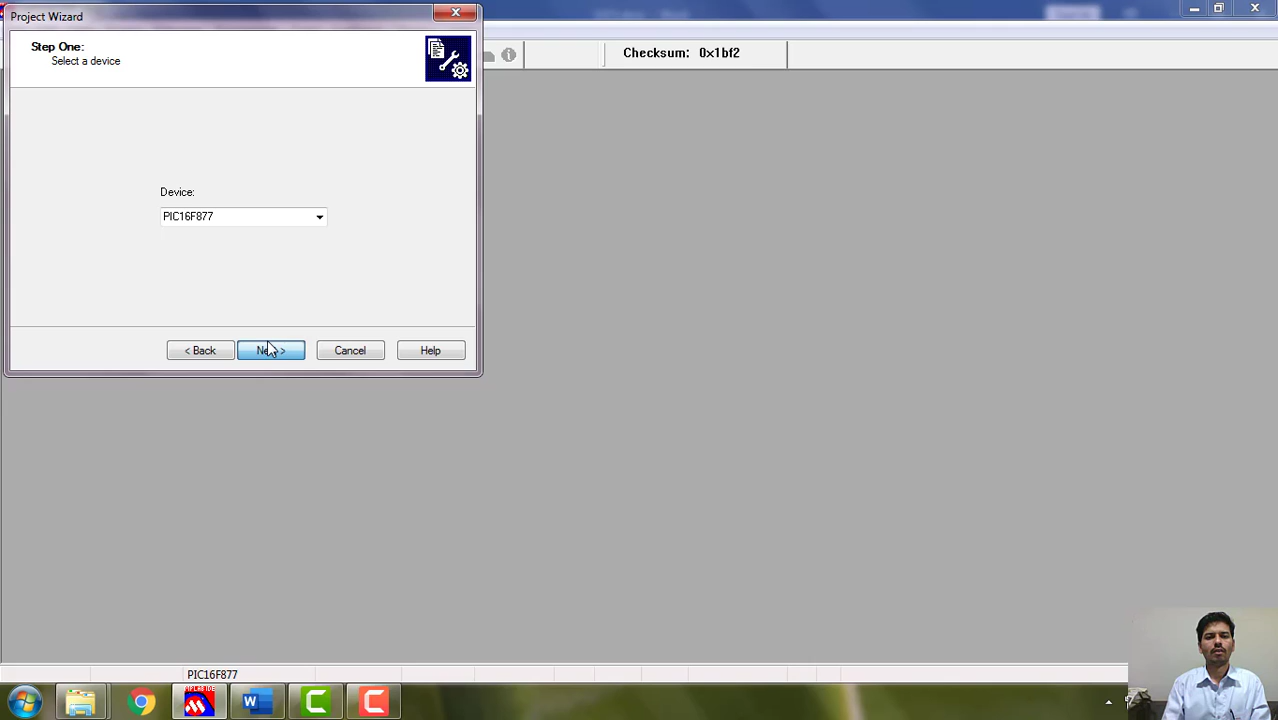 Project Wizard
Step One:
Select a device
Checksum: 0x1bf2
Device:
PIC16F877
< Back
Cancel
Help
PIC16F877